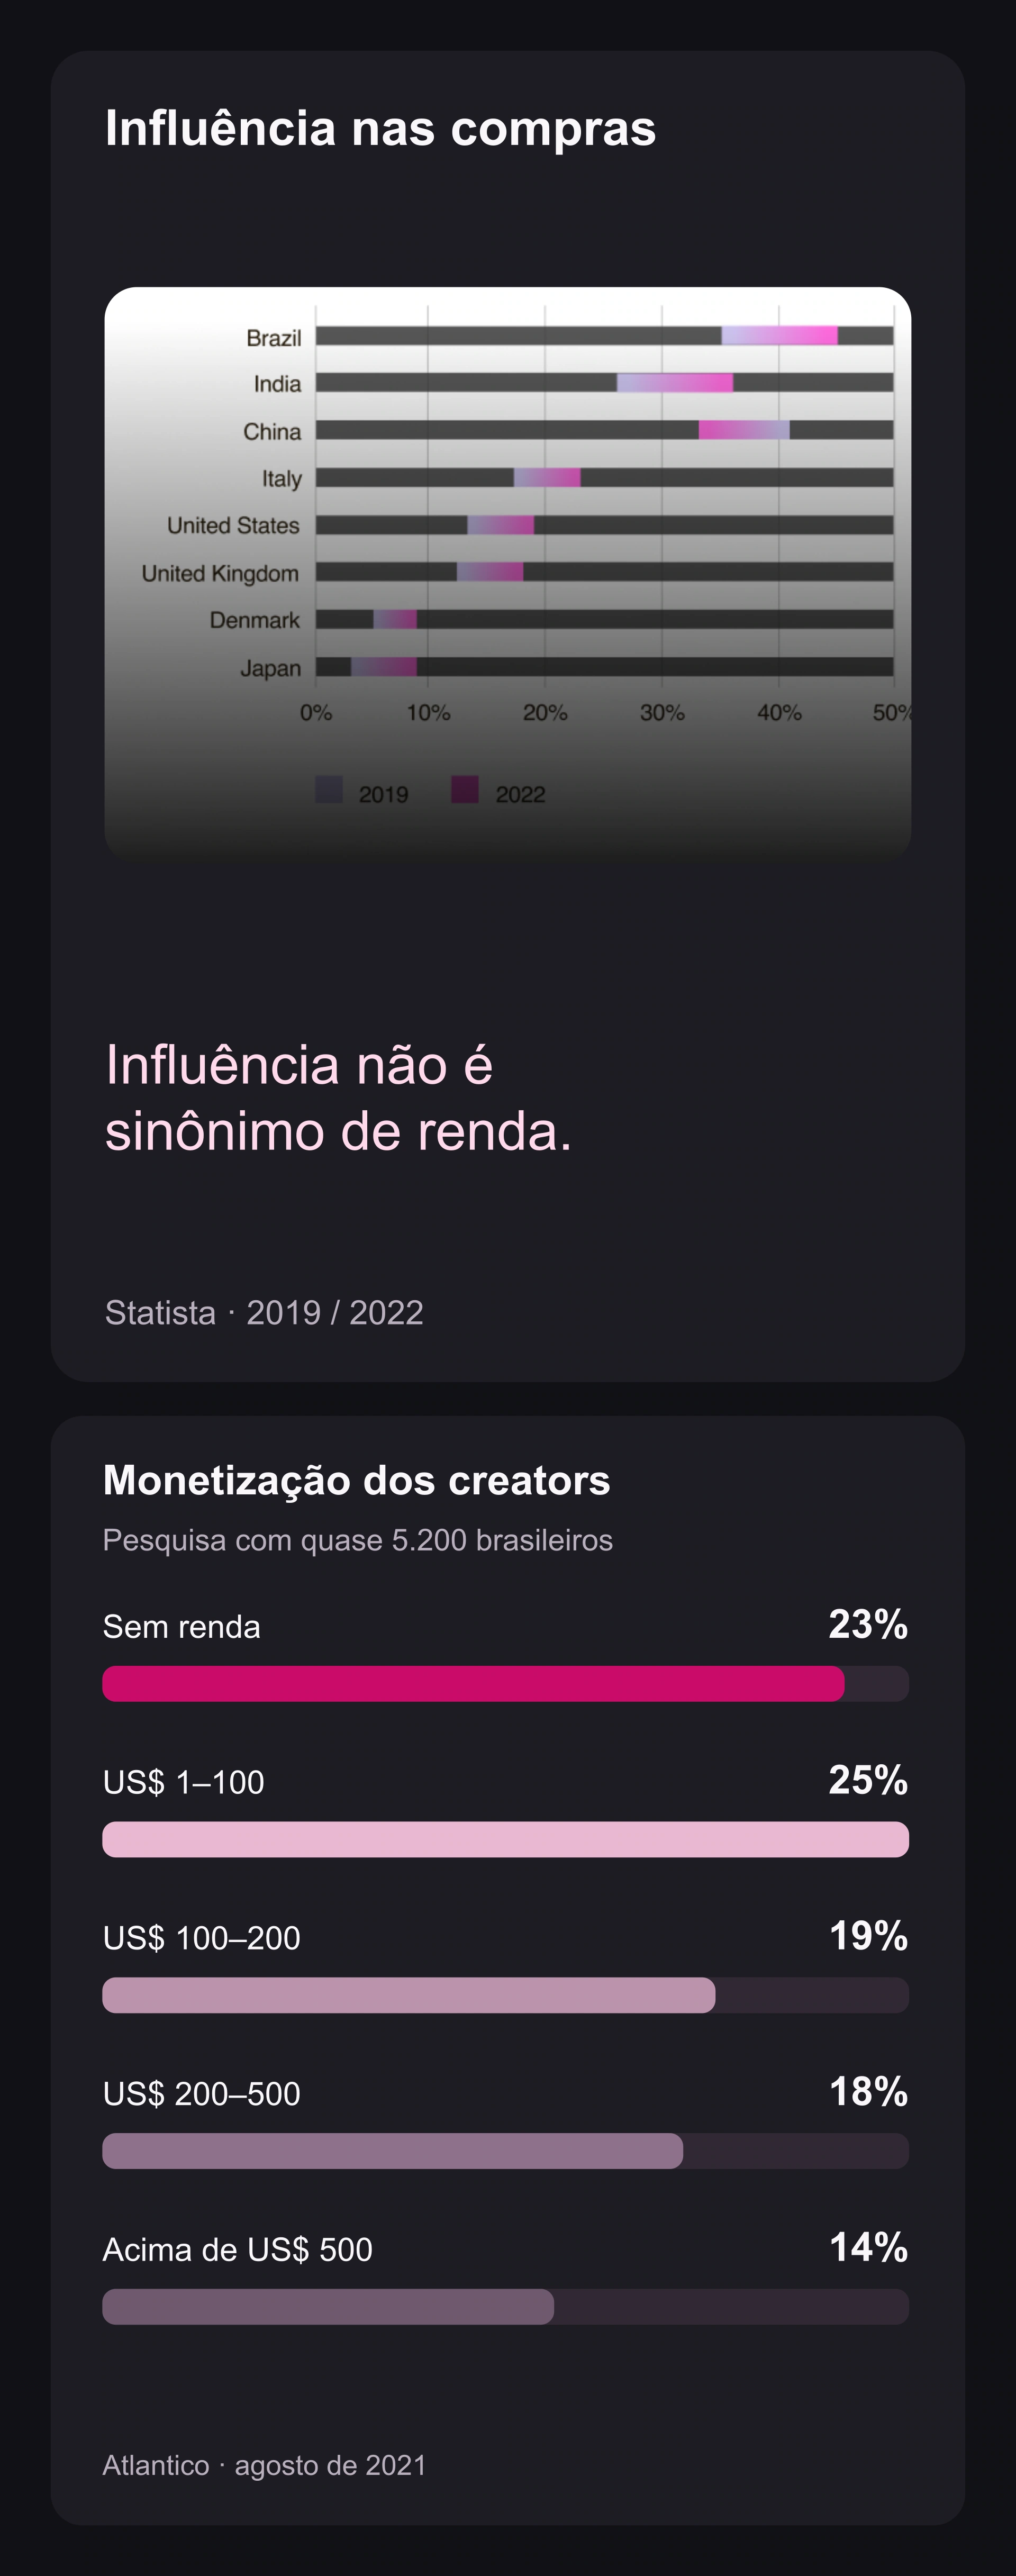 Influência nas compras
Brazil
India
China
Italy
United States
United Kingdom
Denmark
Japan
0% 10% 20% 30% 40% 50%
2019 2022
Influência não é
sinônimo de renda.
Statista · 2019 / 2022
Monetização dos creators
Pesquisa com quase 5.200 brasileiros
Sem renda 23%
US$ 1–100 25%
US$ 100–200 19%
US$ 200–500 18%
Acima de US$ 500 14%
Atlantico · agosto de 2021